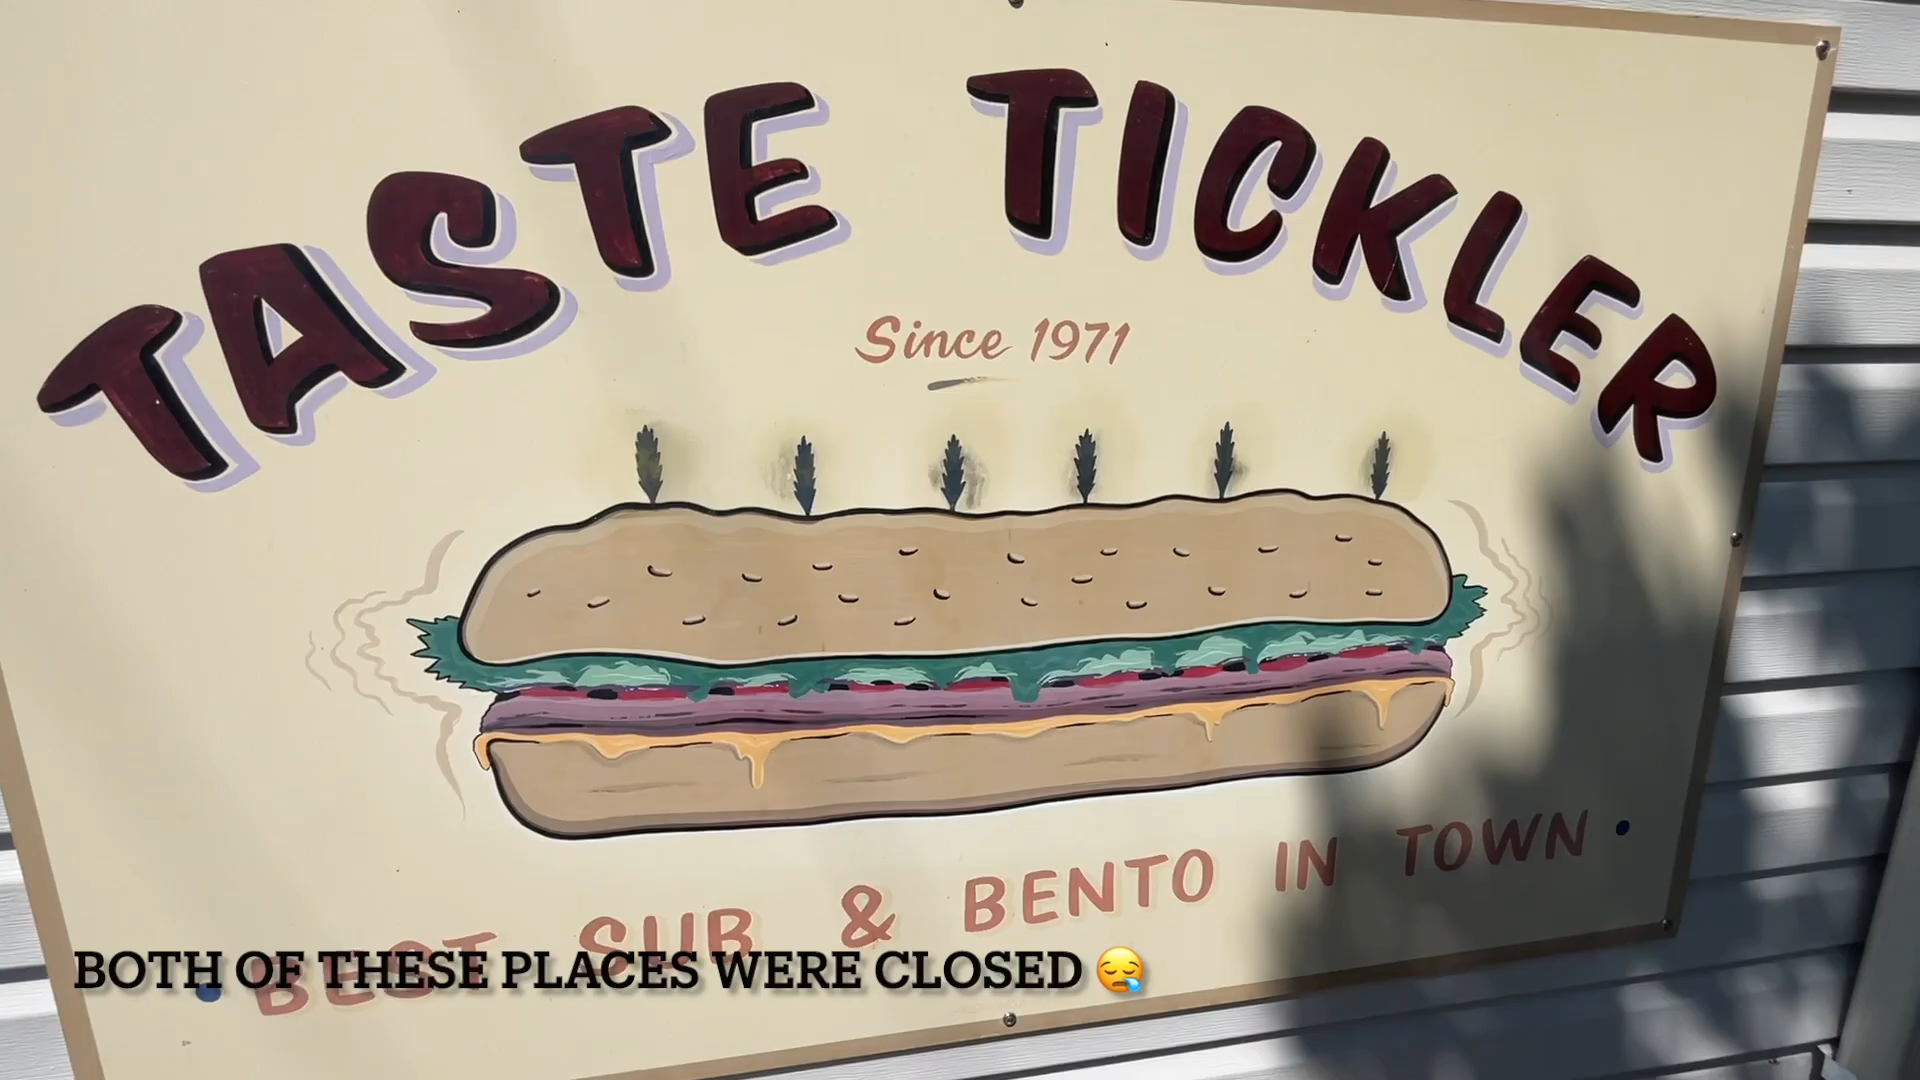 TASTE TICKLER
Since 1971
• BEST SUB & BENTO IN TOWN •
BOTH OF THESE PLACES WERE CLOSED 😪